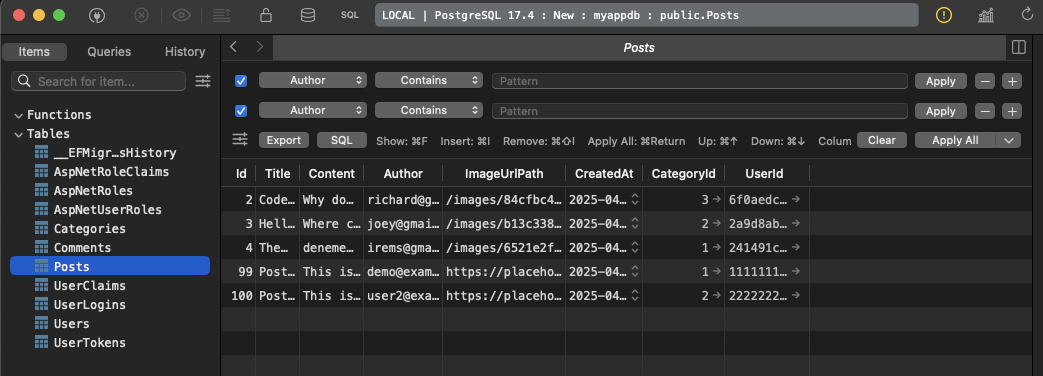 SQL
LOCAL | PostgreSQL 17.4 : New : myappdb : public.Posts
Items Queries History
Posts
Search for item...
Author Contains Pattern Apply
Author Contains Pattern Apply
Export SQL Show: ⌘F Insert: ⌘I Remove: ⌘⇧I Apply All: ⌘Return Up: ⌘↑ Down: ⌘↓ Colum Clear Apply All
Functions
Tables
__EFMigr…sHistory
AspNetRoleClaims
AspNetRoles
AspNetUserRoles
Categories
Comments
Posts
UserClaims
UserLogins
Users
UserTokens
Id Title Content Author ImageUrlPath CreatedAt CategoryId UserId
2 Code… Why do… richard@g… /images/84cfbc4… 2025-04… 3 → 6f0aedc… →
3 Hell… Where c… joey@gmai… /images/b13c338… 2025-04… 2 → 2a9d8ab… →
4 The… deneme… irems@gma… /images/6521e2f… 2025-04… 1 → 241491c… →
99 Post… This is… demo@exam… https://placeho… 2025-04… 1 → 1111111… →
100 Post… This is… user2@exa… https://placeho… 2025-04… 2 → 2222222… →